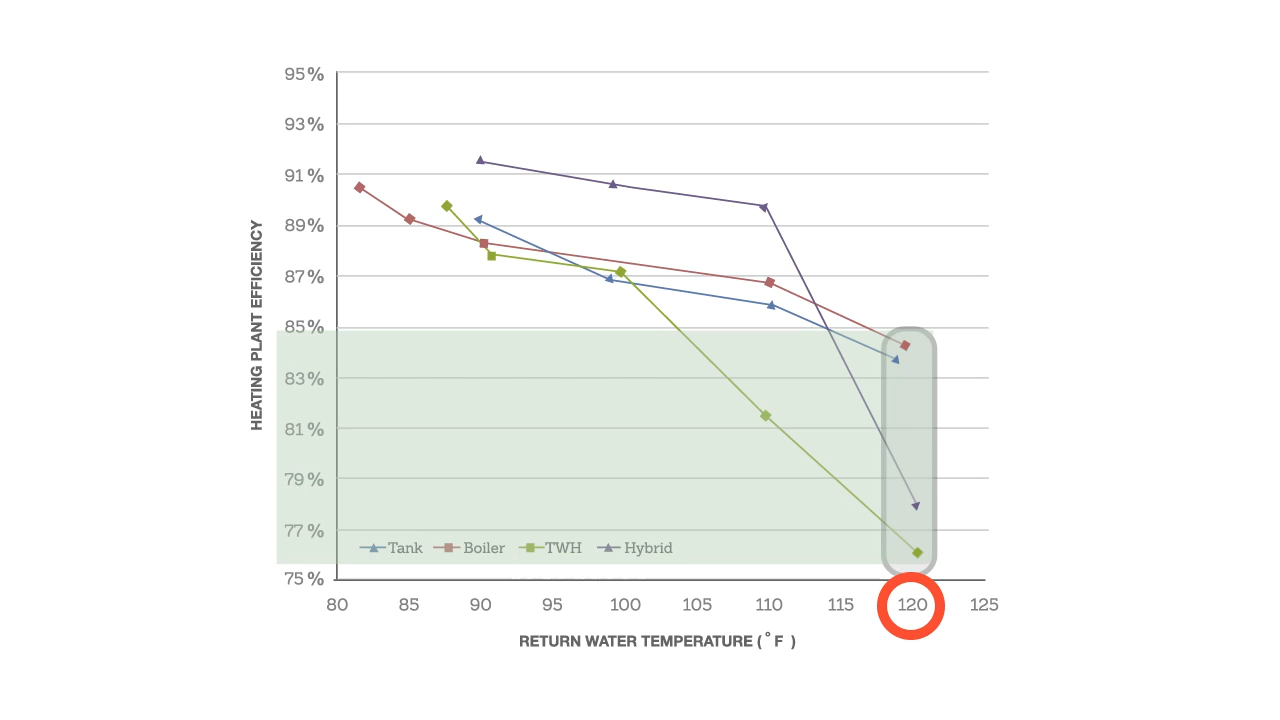 95%
93%
91%
89%
87%
85%
83%
81%
79%
77%
75%
HEATING PLANT EFFICIENCY
Tank Boiler TWH Hybrid
80 85 90 95 100 105 110 115 120 125
RETURN WATER TEMPERATURE (°F )